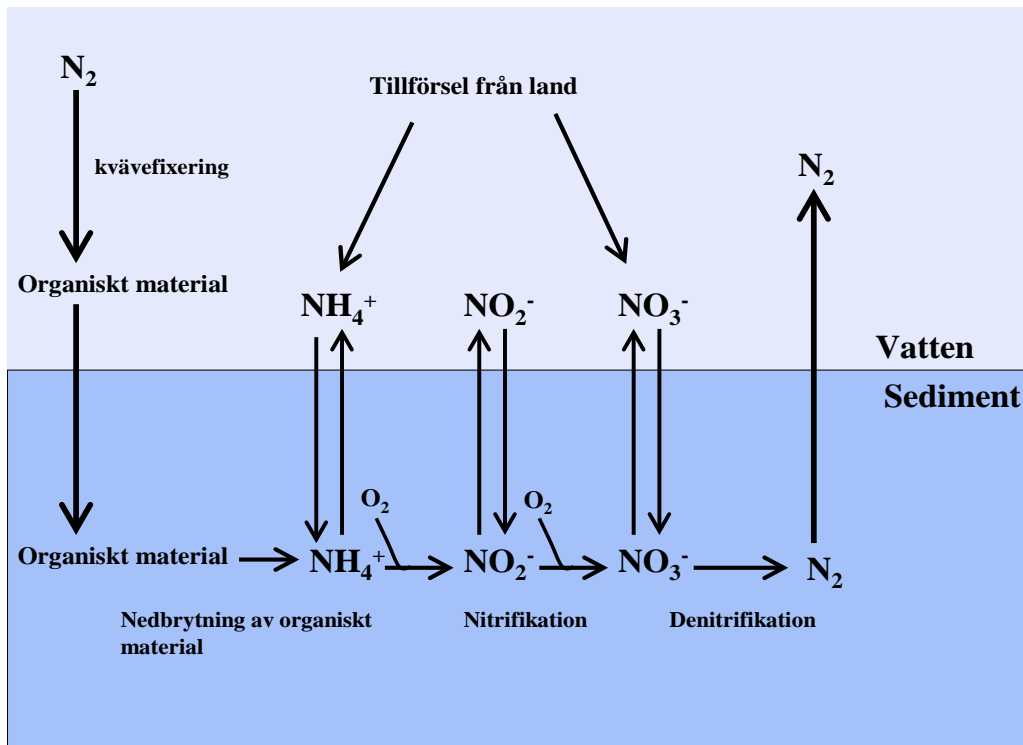 N₂
Tillförsel från land
kvävefixering
N₂
Organiskt material
NH₄⁺
NO₂⁻
NO₃⁻
Vatten
Sediment
O₂
O₂
Organiskt material
NH₄⁺
NO₂⁻
NO₃⁻
N₂
Nedbrytning av organiskt
material
Nitrifikation
Denitrifikation